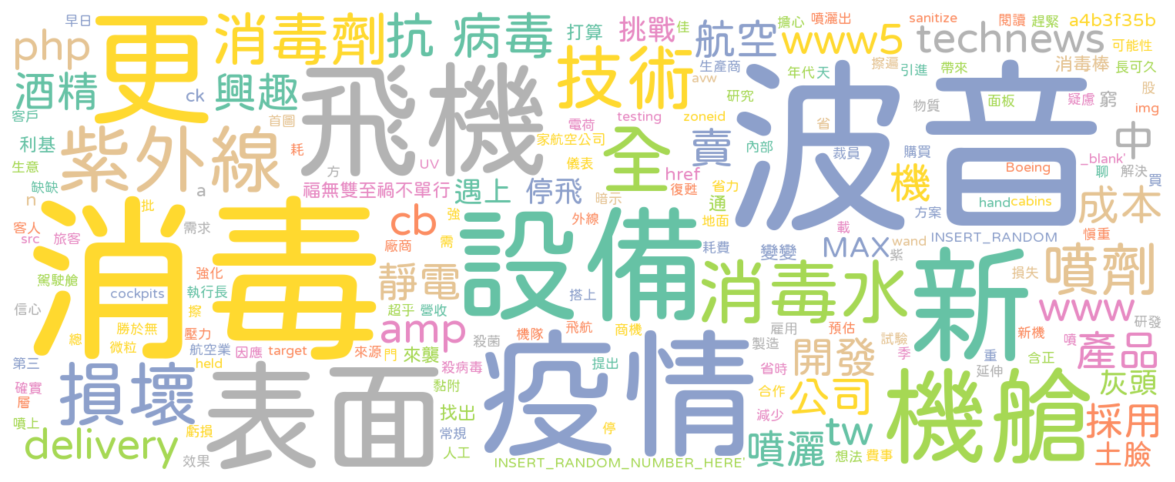 早日
php
更
消毒劑
抗
病毒
打算
挑戰
佳
擔心
噴灑出
sanitize
閱讀
趕緊
a4b3f35b
航空
www5
technews
可能性
酒精
ck
興趣
飛機
技術
生產商
年代
天
引進
帶來
消毒棒
長可久
擦遍
avw
研究
波音
物質
面板
疑慮
窮
股
img
客戶
首圖
電荷
testing
zoneid
省
利基
紫外線
耗
家航空公司
全
賣
內部
裁員
購買
Boeing
中
_blank'
聊
解決
買
生意
方
UV
儀表
href
機
缺缺
a
福無雙至禍不單行
遇上
停飛
復甦
省力
方案
n
批
暗示
通
地面
載
hand
cabins
成本
客人
cb
強
外線
INSERT_RANDOM
慎重
src
旅客
需求
消毒
設備
廠商
需
耗費
變變
MAX
wand
紫
新
噴劑
駕駛艙
強化
靜電
消毒水
損失
cockpits
執行長
擦
超乎
營收
搭上
www
信心
勝於無
壓力
amp
殺菌
機隊
飛航
商機
雇用
預估
試驗
新機
噴
研發
總
微粒
航空業
因應
target
來源
門
來襲
疫情
製造
開發
季
重
含正
產品
第三
held
表面
殺病毒
提出
省時
延伸
確實
損壞
黏附
合作
公司
機艙
灰頭
層
找出
減少
噴上
虧損
常規
停
tw
採用
delivery
效果
人工
INSERT_RANDOM_NUMBER_HERE'
噴灑
想法
費事
土臉